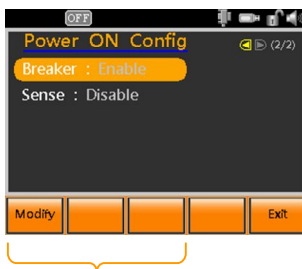 OFF
Power ON Config
(2/2)
Breaker : Enable
Sense : Disable
Modify
Exit